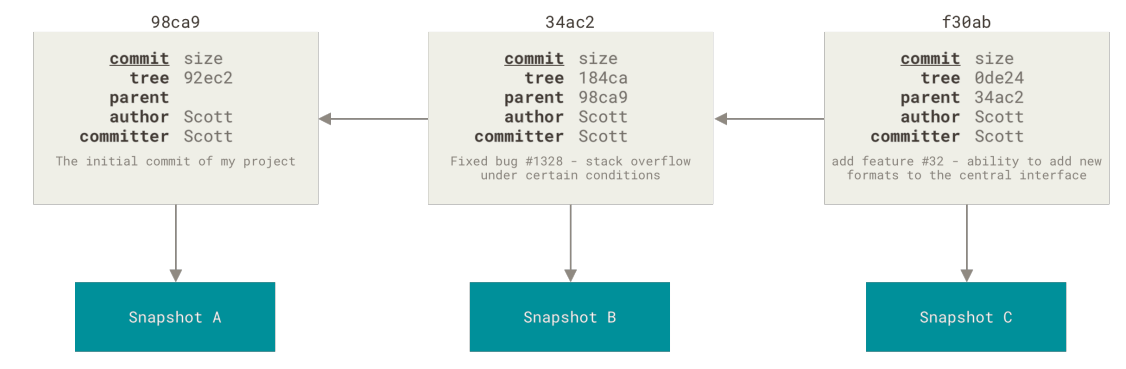 98ca9
commit size
tree 92ec2
parent
author Scott
committer Scott
The initial commit of my project
Snapshot A
34ac2
commit size
tree 184ca
parent 98ca9
author Scott
committer Scott
Fixed bug #1328 - stack overflow
under certain conditions
Snapshot B
f30ab
commit size
tree 0de24
parent 34ac2
author Scott
committer Scott
add feature #32 - ability to add new
formats to the central interface
Snapshot C